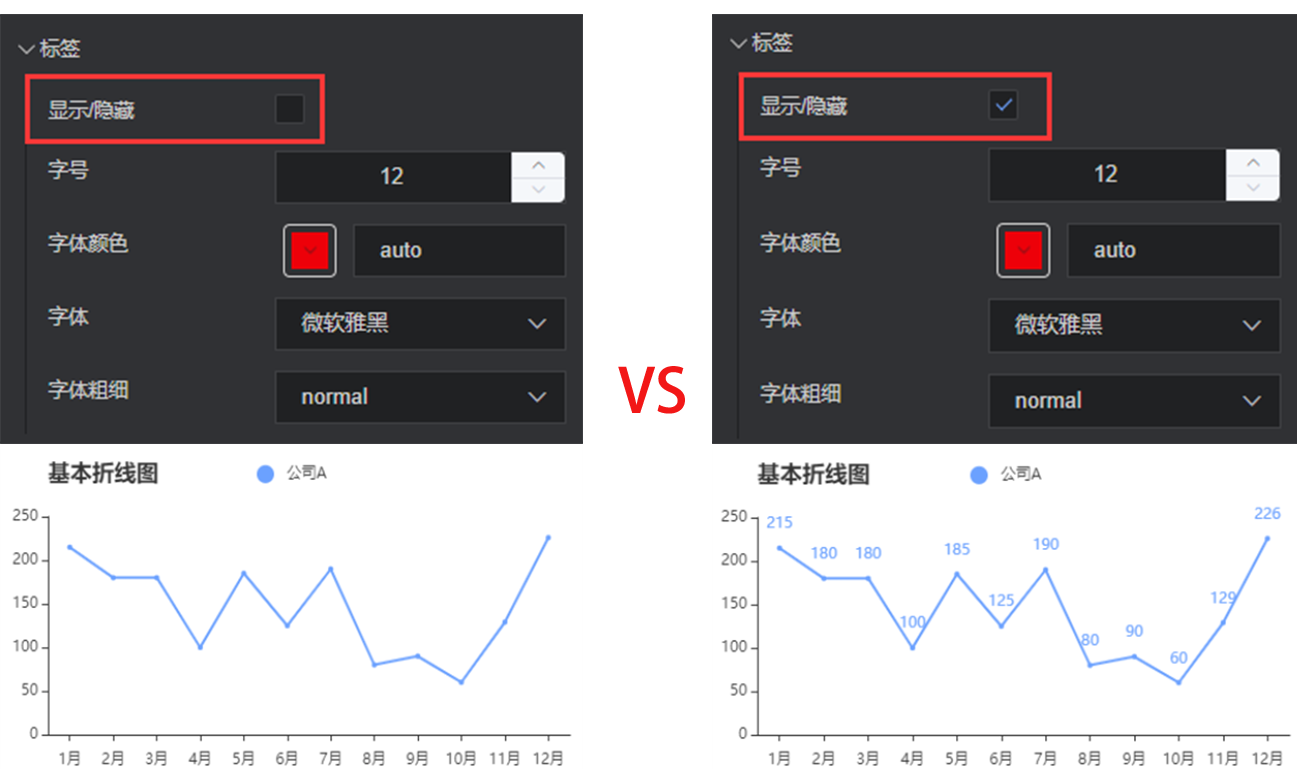 标签
显示/隐藏
字号
12
字体颜色
auto
字体
微软雅黑
字体粗细
normal
基本折线图
公司A
250
200
150
100
50
0
1月 2月 3月 4月 5月 6月 7月 8月 9月 10月 11月 12月
VS
标签
显示/隐藏
字号
12
字体颜色
auto
字体
微软雅黑
字体粗细
normal
基本折线图
公司A
250
200
150
100
50
0
215
180
180
100
185
125
190
80
90
60
129
226
1月 2月 3月 4月 5月 6月 7月 8月 9月 10月 11月 12月